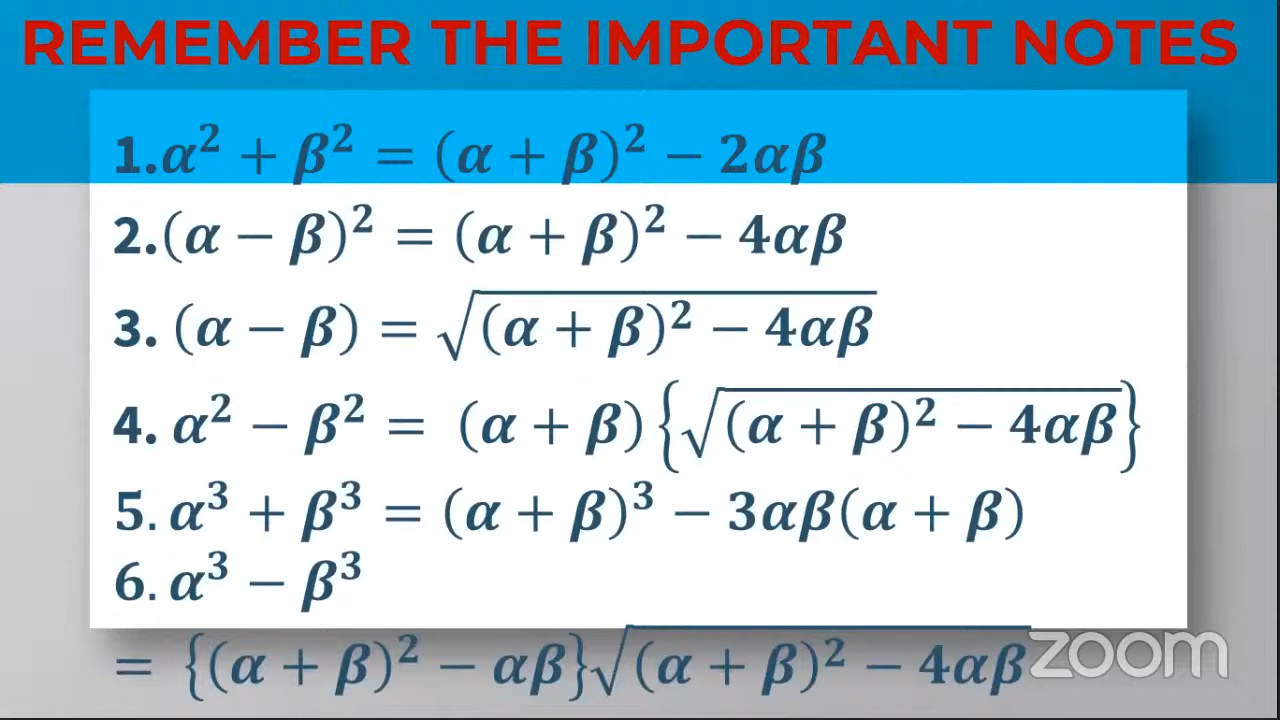 REMEMBER THE IMPORTANT NOTES
1.α² + β² = (α + β)² − 2αβ
2.(α − β)² = (α + β)² − 4αβ
3. (α − β) = √(α + β)² − 4αβ
4. α² − β² = (α + β){√(α + β)² − 4αβ}
5. α³ + β³ = (α + β)³ − 3αβ(α + β)
6. α³ − β³
= {(α + β)² − αβ}√(α + β)² − 4αβ
zoom